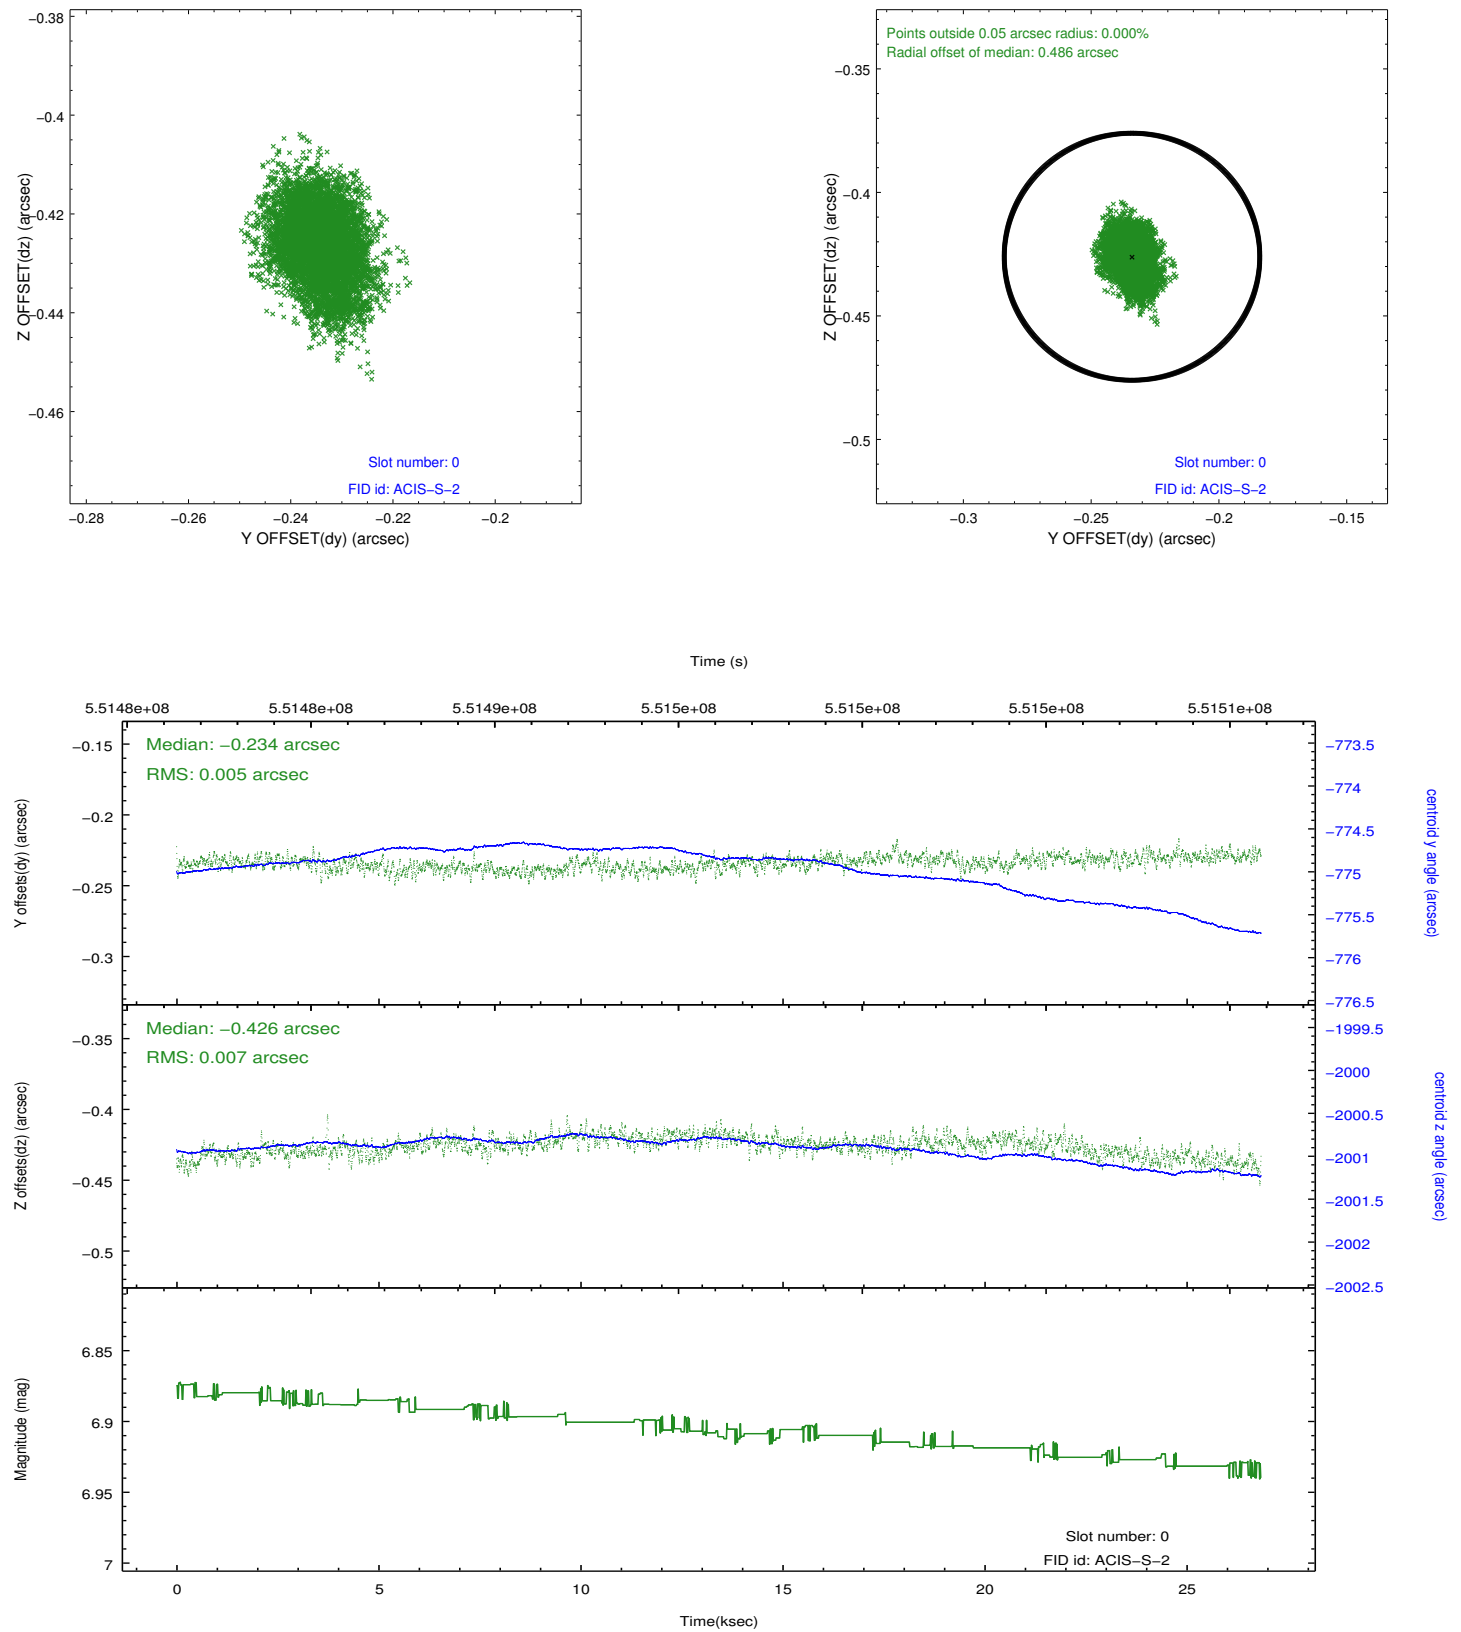 −0.38
−0.4
−0.42
−0.44
−0.46
Z OFFSET(dz) (arcsec)
Slot number: 0
FID id: ACIS−S−2
−0.28
−0.26
−0.24
−0.22
−0.2
Y OFFSET(dy) (arcsec)
Points outside 0.05 arcsec radius: 0.000%
Radial offset of median: 0.486 arcsec
−0.35
−0.4
−0.45
−0.5
Z OFFSET(dz) (arcsec)
Slot number: 0
FID id: ACIS−S−2
−0.3
−0.25
−0.2
−0.15
Y OFFSET(dy) (arcsec)
Time (s)
5.5148e+08
5.5148e+08
5.5149e+08
5.515e+08
5.515e+08
5.515e+08
5.5151e+08
Median: −0.234 arcsec
RMS: 0.005 arcsec
−0.15
−0.2
−0.25
−0.3
Y offsets(dy) (arcsec)
−773.5
−774
−774.5
−775
−775.5
−776
−776.5
centroid y angle (arcsec)
Median: −0.426 arcsec
RMS: 0.007 arcsec
−0.35
−0.4
−0.45
−0.5
Z offsets(dz) (arcsec)
−1999.5
−2000
−2000.5
−2001
−2001.5
−2002
−2002.5
centroid z angle (arcsec)
6.85
6.9
6.95
7
Magnitude (mag)
Slot number: 0
FID id: ACIS−S−2
0
5
10
15
20
25
Time(ksec)